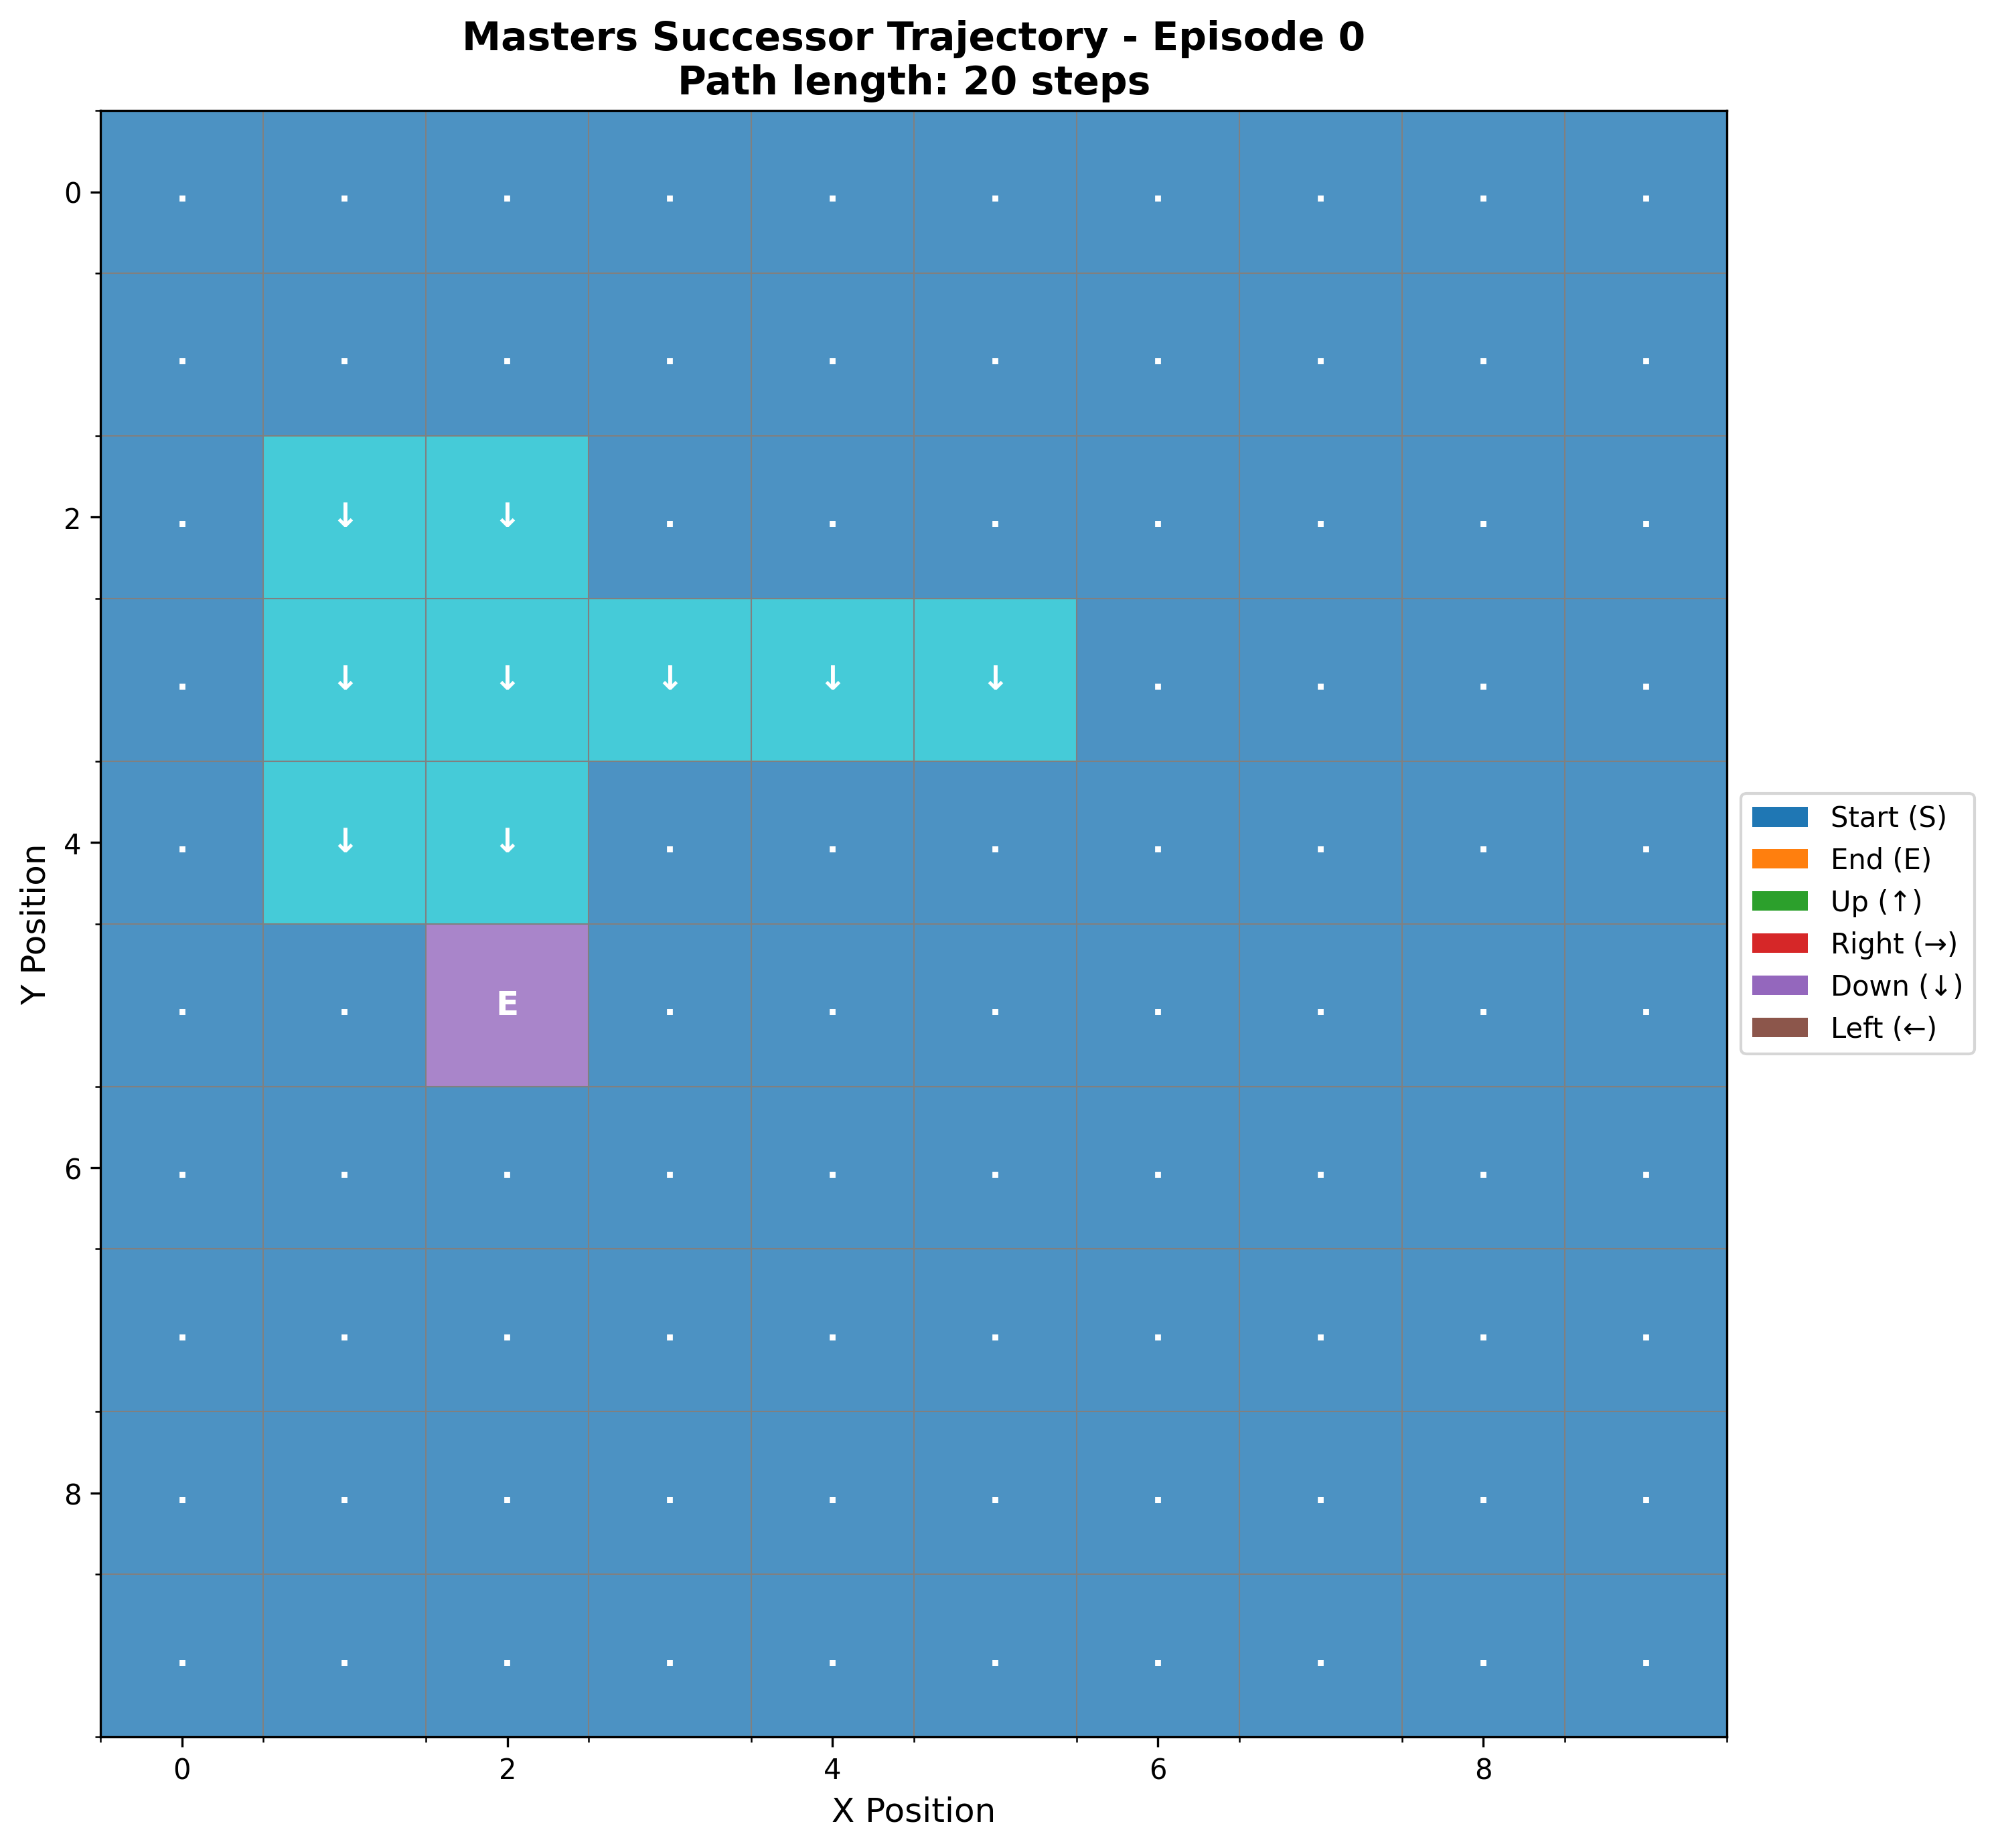 Masters Successor Trajectory - Episode 0
Path length: 20 steps
0
2
↓ ↓
↓ ↓ ↓ ↓ ↓
4
↓ ↓
E
6
8
0 2 4 6 8
X Position
Y Position
Start (S)
End (E)
Up (↑)
Right (→)
Down (↓)
Left (←)